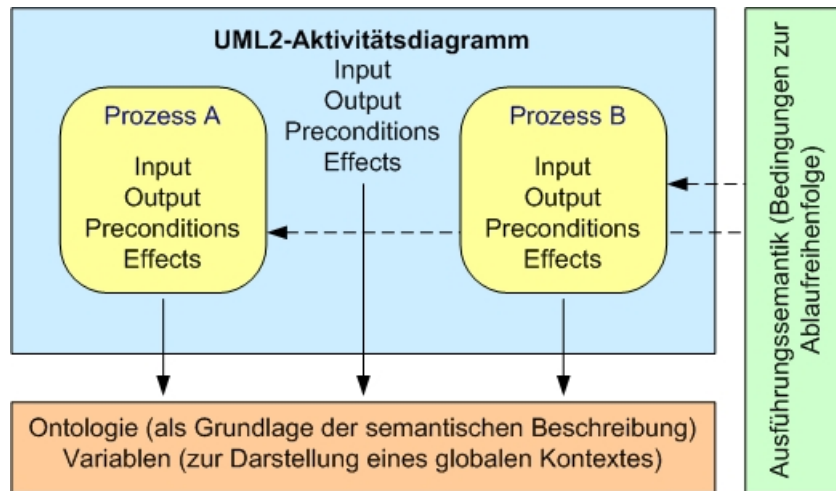 UML2-Aktivitätsdiagramm
Input
Output
Preconditions
Effects
Prozess A
Input
Output
Preconditions
Effects
Prozess B
Input
Output
Preconditions
Effects
Ontologie (als Grundlage der semantischen Beschreibung)
Variablen (zur Darstellung eines globalen Kontextes)
Ausführungssemantik (Bedingungen zur
Ablaufreihenfolge)